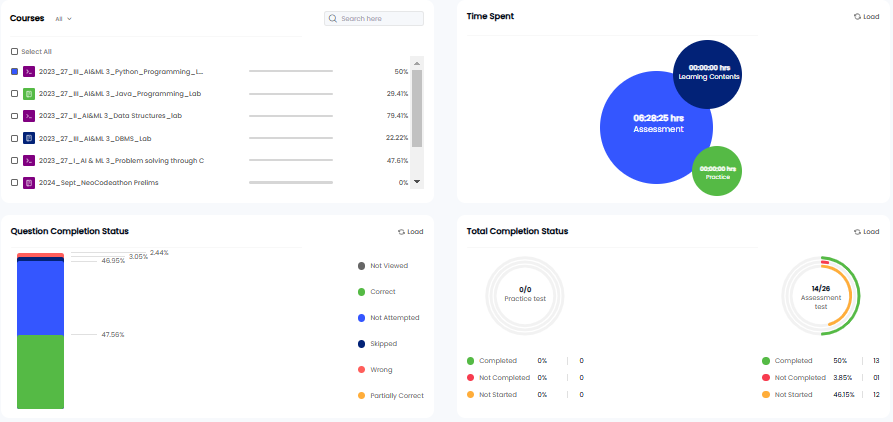 Courses All
Search here
Select All
2023_27_III_AI&ML 3_Python_Programming_I... 50%
2023_27_III_AI&ML 3_Java_Programming_Lab 29.41%
2023_27_II_AI&ML 3_Data Structures_lab 79.41%
2023_27_III_AI&ML 3_DBMS_Lab 22.22%
2023_27_I_AI & ML 3_Problem solving through C 47.61%
2024_Sept_NeoCodeathon Prelims 0%
Time Spent
Load
00:00:00 hrs
Learning Contents
06:28:25 hrs
Assessment
00:00:00 hrs
Practice
Question Completion Status
Load
2.44%
3.05%
46.95%
47.56%
Not Viewed
Correct
Not Attempted
Skipped
Wrong
Partially Correct
Total Completion Status
Load
0/0
Practice test
Completed 0% 0
Not Completed 0% 0
Not Started 0% 0
14/26
Assessment
test
Completed 50% 13
Not Completed 3.85% 01
Not Started 46.15% 12